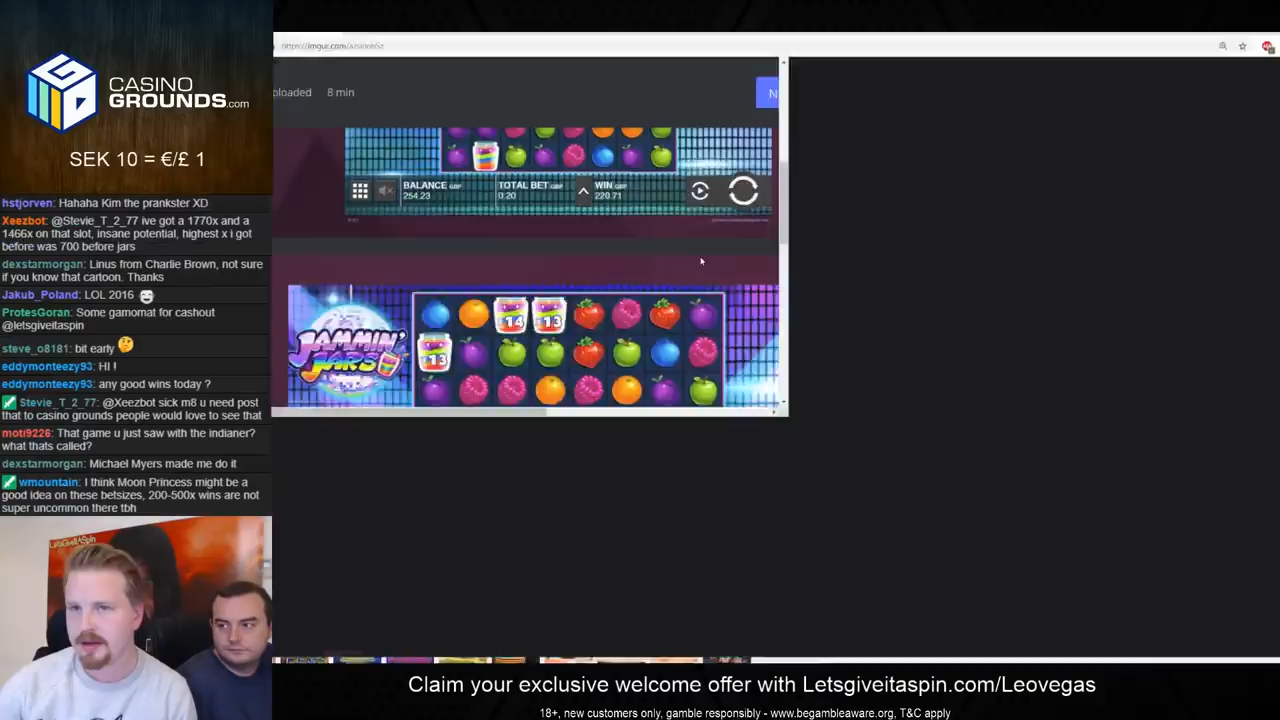 CASINO
GROUNDS.com
SEK 10 = €/£ 1
hstjorven: Hahaha Kim the prankster XD
Xeezbot: @Stevie_T_2_77 ive got a 1770x and a
1466x on that slot, insane potential, highest x i got
before was 700 before jars
dexstarmorgan: Linus from Charlie Brown, not sure
if you know that cartoon. Thanks
Jakub_Poland: LOL 2016
ProtesGoran: Some gamomat for cashout
@letsgiveitaspin
steve_o8181: bit early
eddymonteezy93: HI !
eddymonteezy93: any good wins today ?
Stevie_T_2_77: @Xeezbot sick m8 u need post
that to casino grounds people would love to see that
moti9226: That game u just saw with the indianer?
what thats called?
dexstarmorgan: Michael Myers made me do it
wmountain: I think Moon Princess might be a
good idea on these betsizes, 200-500x wins are not
super uncommon there tbh
ploaded 8 min
N
BALANCE GBP
254.23
TOTAL BET GBP
0.20
WIN GBP
220.71
JAMMIN'
JARS
14
13
13
LetsGiveItASpin
Claim your exclusive welcome offer with Letsgiveitaspin.com/Leovegas
18+, new customers only, gamble responsibly - www.begambleaware.org, T&C apply